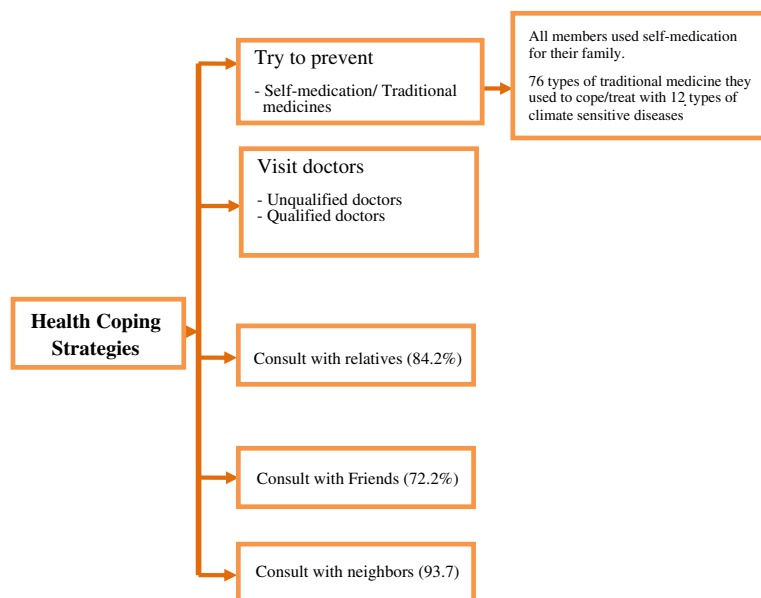 Try to prevent
- Self-medication/ Traditional
medicines
All members used self-medication
for their family.
76 types of traditional medicine they
used to cope/treat with 12 types of
climate sensitive diseases
Visit doctors
- Unqualified doctors
- Qualified doctors
Health Coping
Strategies
Consult with relatives (84.2%)
Consult with Friends (72.2%)
Consult with neighbors (93.7)